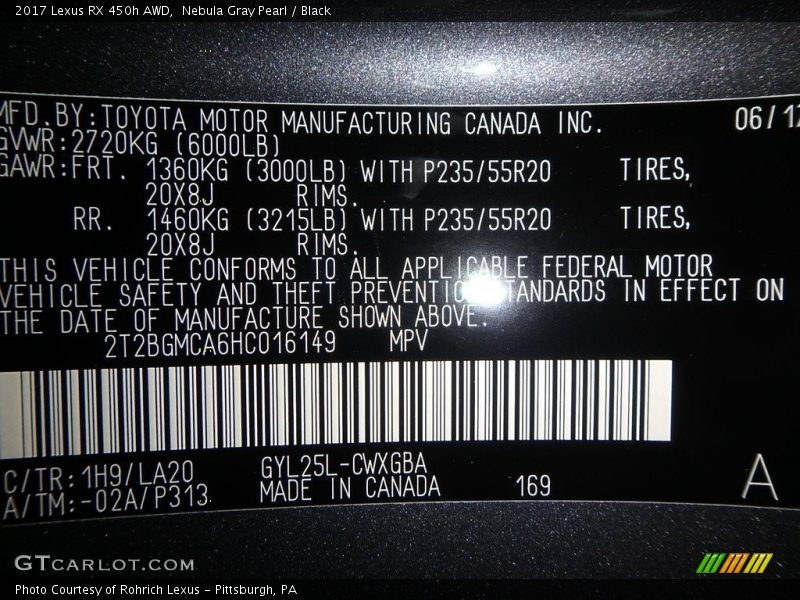 2017 Lexus RX 450h AWD, Nebula Gray Pearl / Black
MFD.BY:TOYOTA MOTOR MANUFACTURING CANADA INC. 06/17
GVWR:2720KG (6000LB)
GAWR:FRT. 1360KG (3000LB) WITH P235/55R20 TIRES,
20X8J RIMS.
RR. 1460KG (3215LB) WITH P235/55R20 TIRES,
20X8J RIMS.
THIS VEHICLE CONFORMS TO ALL APPLICABLE FEDERAL MOTOR
VEHICLE SAFETY AND THEFT PREVENTION STANDARDS IN EFFECT ON
THE DATE OF MANUFACTURE SHOWN ABOVE.
2T2BGMCA6HC016149 MPV
C/TR:1H9/LA20 GYL25L-CWXGBA
A/TM:-02A/P313 MADE IN CANADA 169 A
GTCARLOT.COM
Photo Courtesy of Rohrich Lexus - Pittsburgh, PA